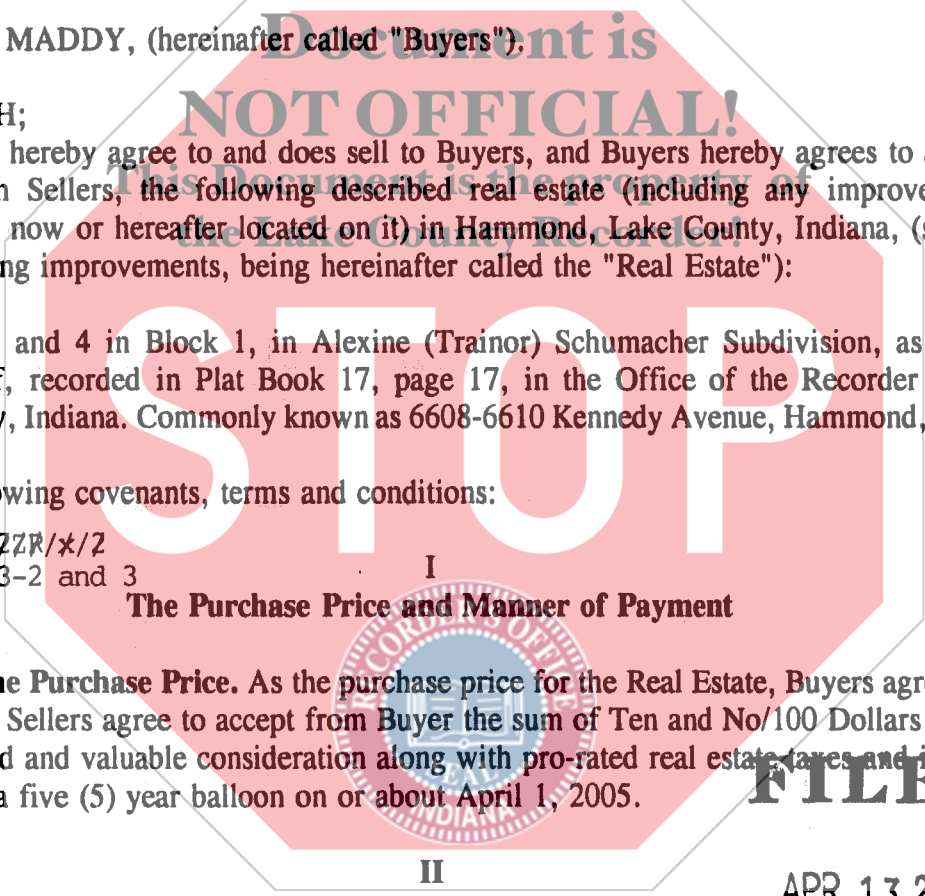 Document is
MADDY, (hereinafter called "Buyers").
NOT OFFICIAL!
H;
hereby agree to and does sell to Buyers, and Buyers hereby agrees to
This Document is the property of
Sellers, the following described real estate (including any improve
the Lake County Recorder!
now or hereafter located on it) in Hammond, Lake County, Indiana, (s
ng improvements, being hereinafter called the "Real Estate"):
STOP
and 4 in Block 1, in Alexine (Trainor) Schumacher Subdivision, as
, recorded in Plat Book 17, page 17, in the Office of the Recorder
, Indiana. Commonly known as 6608-6610 Kennedy Avenue, Hammond,
owing covenants, terms and conditions:
3-2 and 3
I
The Purchase Price and Manner of Payment
RECORDER'S OFFICE
e Purchase Price. As the purchase price for the Real Estate, Buyers agr
Sellers agree to accept from Buyer the sum of Ten and No/100 Dollars
d and valuable consideration along with pro-rated real estate taxes and i
SEAL
FILE
a five (5) year balloon on or about April 1, 2005.
INDIANA
II
APR 13 2